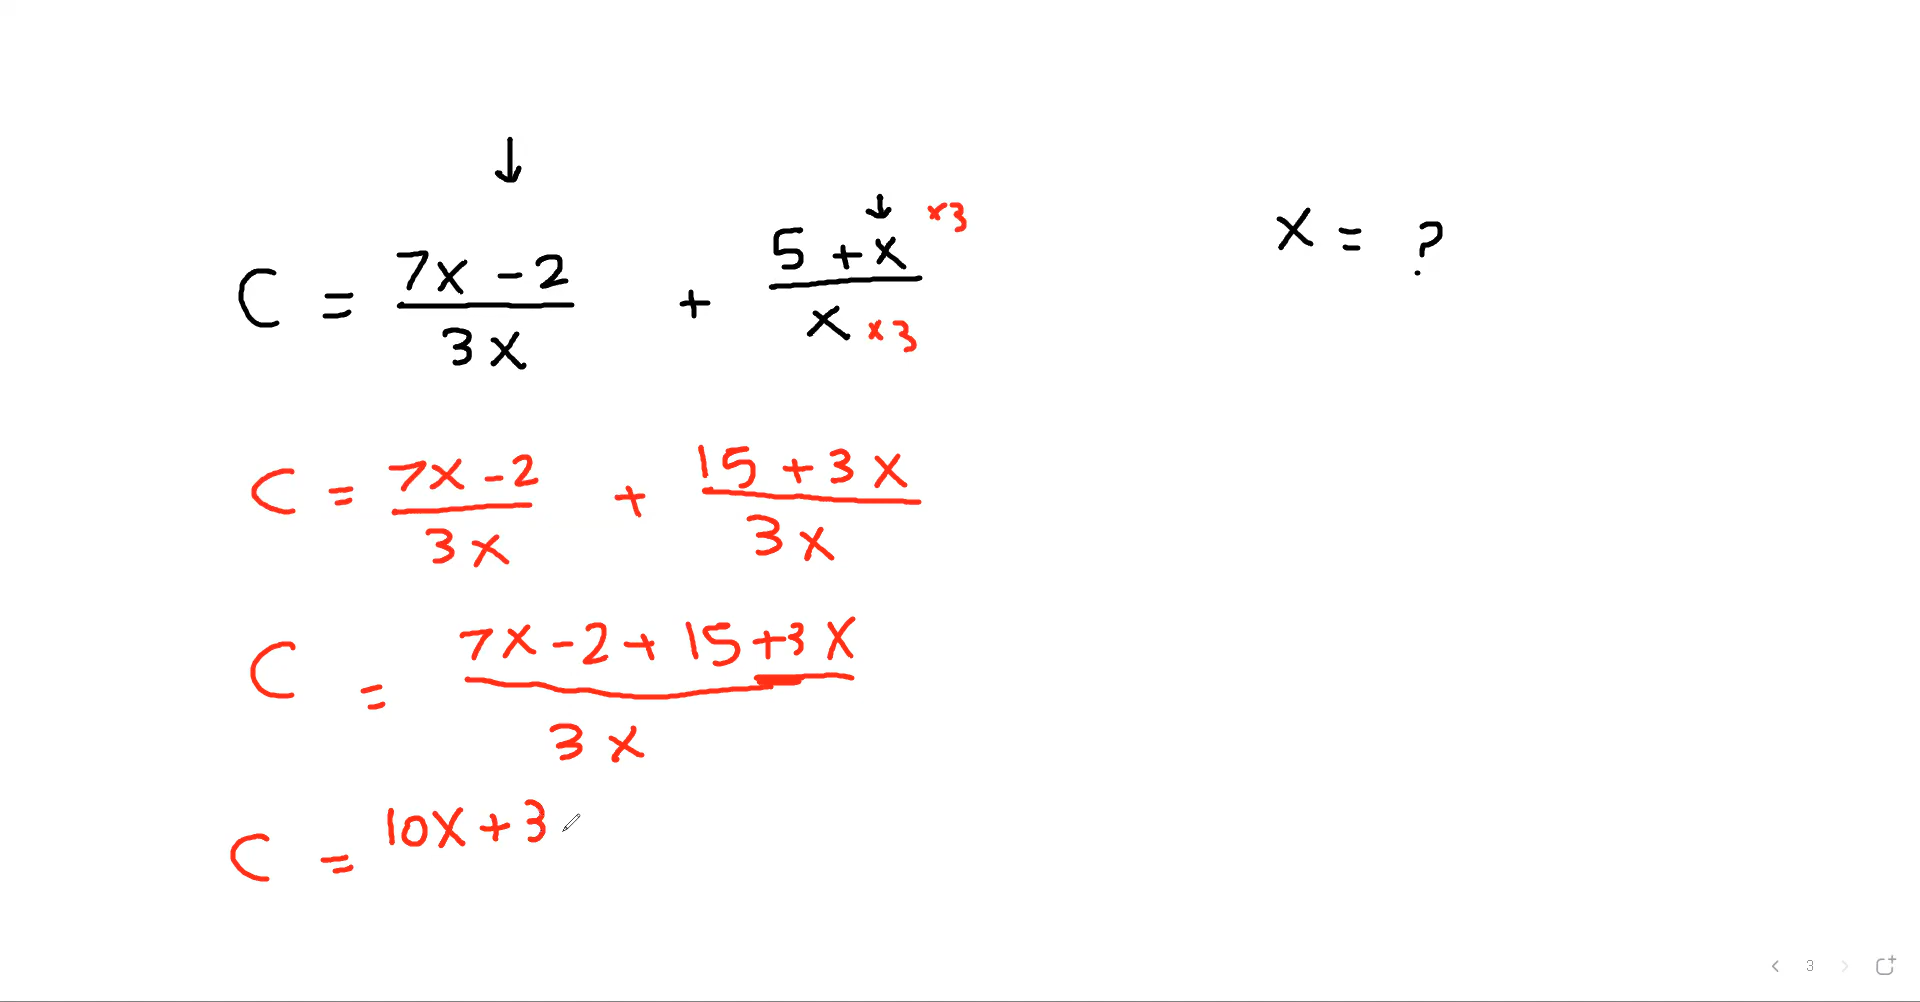 C = (7x - 2)/(3x) + (5 + x)/x ×3 ×3
x = ?
C = (7x - 2)/(3x) + (15 + 3x)/(3x)
C = (7x - 2 + 15 + 3x)/(3x)
C = 10x + 3
3